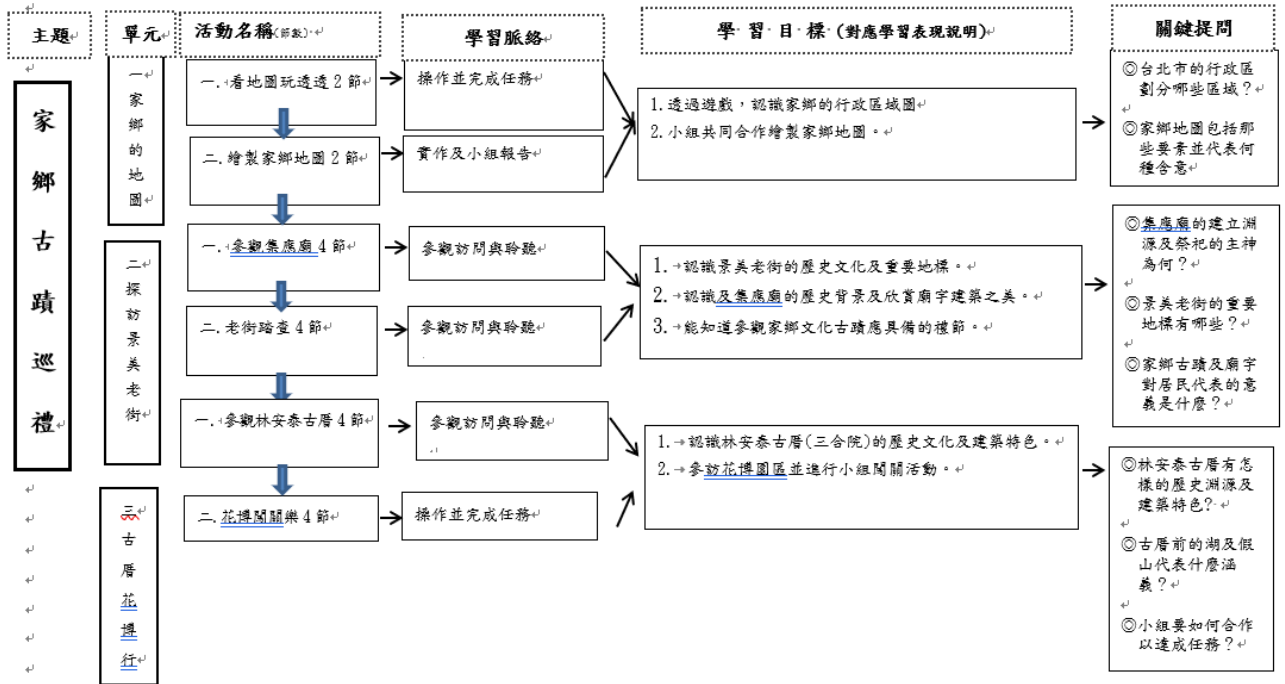 主題
單元
活動名稱(節數)
學習脈絡
學 習 目 標 (對應學習表現說明)
關鍵提問
家鄉古蹟巡禮
一家鄉的地圖
一.看地圖玩透透 2 節
操作並完成任務
二.繪製家鄉地圖 2 節
實作及小組報告
1.透過遊戲，認識家鄉的行政區域圖
2.小組共同合作繪製家鄉地圖。
◎台北市的行政區
劃分哪些區域？
◎家鄉地圖包括那
些要素並代表何
種含意
二探訪景美老街
一.參觀集應廟 4 節
參觀訪問與聆聽
二.老街踏查 4 節
參觀訪問與聆聽
1.認識景美老街的歷史文化及重要地標。
2.認識及集應廟的歷史背景及欣賞廟宇建築之美。
3.能知道參觀家鄉文化古蹟應具備的禮節。
◎集應廟的建立淵
源及祭祀的主神
為何？
◎景美老街的重要
地標有哪些？
◎家鄉古蹟及廟宇
對居民代表的意
義是什麼？
三古厝花博行
一.參觀林安泰古厝 4 節
參觀訪問與聆聽
二.花博闖關樂 4 節
操作並完成任務
1.認識林安泰古厝(三合院)的歷史文化及建築特色。
2.參訪花博園區並進行小組闖關活動。
◎林安泰古厝有怎
樣的歷史淵源及
建築特色?
◎古厝前的湖及假
山代表什麼涵
義？
◎小組要如何合作
以達成任務？